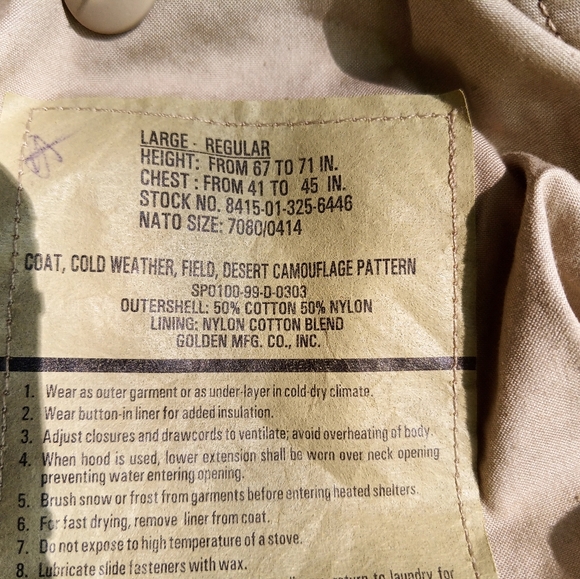 LARGE - REGULAR
HEIGHT: FROM 67 TO 71 IN.
CHEST : FROM 41 TO 45 IN.
STOCK NO. 8415-01-325-6446
NATO SIZE: 7080/0414
COAT, COLD WEATHER, FIELD, DESERT CAMOUFLAGE PATTERN
SPO100-99-D-0303
OUTERSHELL: 50% COTTON 50% NYLON
LINING: NYLON COTTON BLEND
GOLDEN MFG. CO., INC.
1. Wear as outer garment or as under-layer in cold-dry climate.
2. Wear button-in liner for added insulation.
3. Adjust closures and drawcords to ventilate; avoid overheating of body.
4. When hood is used, lower extension shall be worn over neck opening
preventing water entering opening.
5. Brush snow or frost from garments before entering heated shelters.
6. For fast drying, remove liner from coat.
7. Do not expose to high temperature of a stove.
8. Lubricate slide fasteners with wax.
return to laundry for